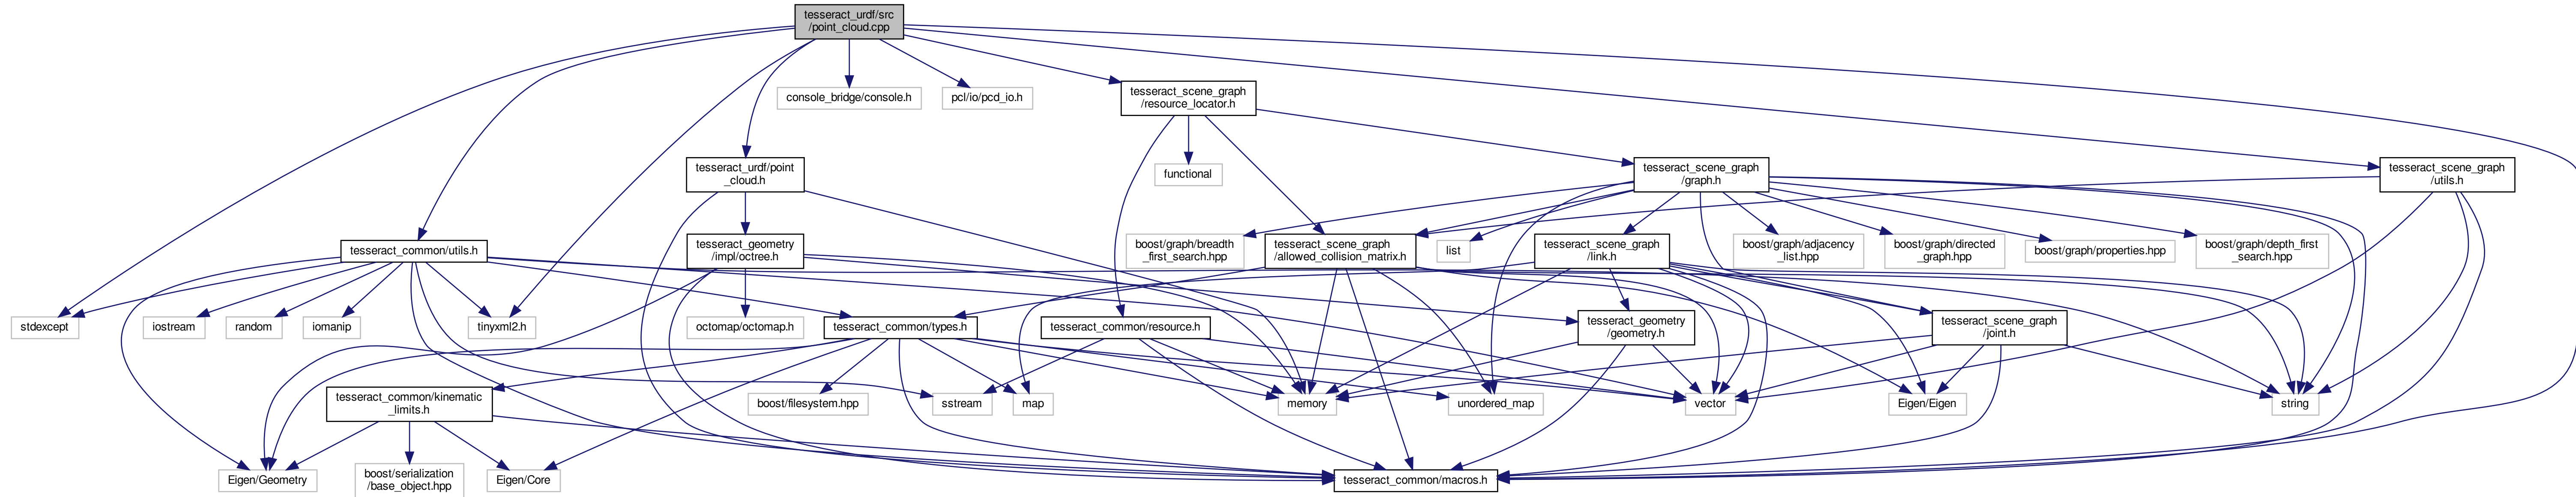 tesseract_urdf/src
/point_cloud.cpp
console_bridge/console.h
pcl/io/pcd_io.h
tesseract_scene_graph
/resource_locator.h
tesseract_urdf/point
_cloud.h
functional
tesseract_scene_graph
/graph.h
tesseract_scene_graph
/utils.h
tesseract_common/utils.h
tesseract_geometry
/impl/octree.h
boost/graph/breadth
_first_search.hpp
tesseract_scene_graph
/allowed_collision_matrix.h
list
tesseract_scene_graph
/link.h
boost/graph/adjacency
_list.hpp
boost/graph/directed
_graph.hpp
boost/graph/properties.hpp
boost/graph/depth_first
_search.hpp
stdexcept
iostream
random
iomanip
tinyxml2.h
octomap/octomap.h
tesseract_common/types.h
tesseract_common/resource.h
tesseract_geometry
/geometry.h
tesseract_scene_graph
/joint.h
tesseract_common/kinematic
_limits.h
boost/filesystem.hpp
sstream
map
memory
unordered_map
vector
Eigen/Eigen
string
Eigen/Geometry
boost/serialization
/base_object.hpp
Eigen/Core
tesseract_common/macros.h